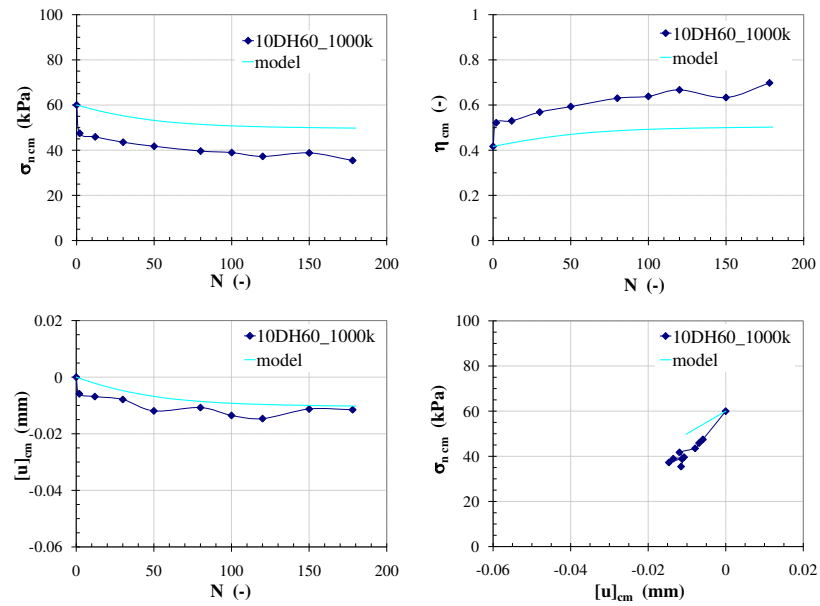 100
80
60
40
20
0
0
50
100
150
200
σn cm (kPa)
N (-)
10DH60_1000k
model
1
0.8
0.6
0.4
0.2
0
0
50
100
150
200
ηcm (-)
N (-)
10DH60_1000k
model
0.02
0
-0.02
-0.04
-0.06
0
50
100
150
200
[u]cm (mm)
N (-)
10DH60_1000k
model
100
80
60
40
20
0
-0.06
-0.04
-0.02
0
0.02
σn cm (kPa)
[u]cm (mm)
10DH60_1000k
model